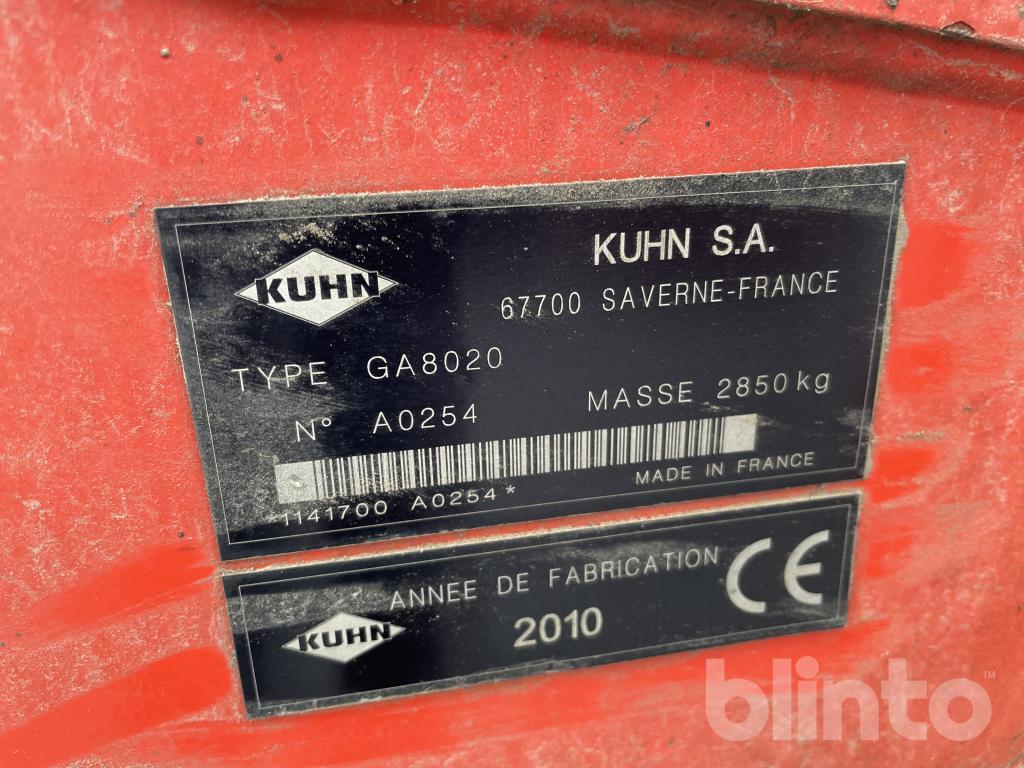 KUHN
KUHN S.A.
67700 SAVERNE-FRANCE
TYPE GA8020
N° A0254
MASSE 2850kg
1141700 A0254*
MADE IN FRANCE
KUHN
ANNEE DE FABRICATION
2010
CE
blinto™